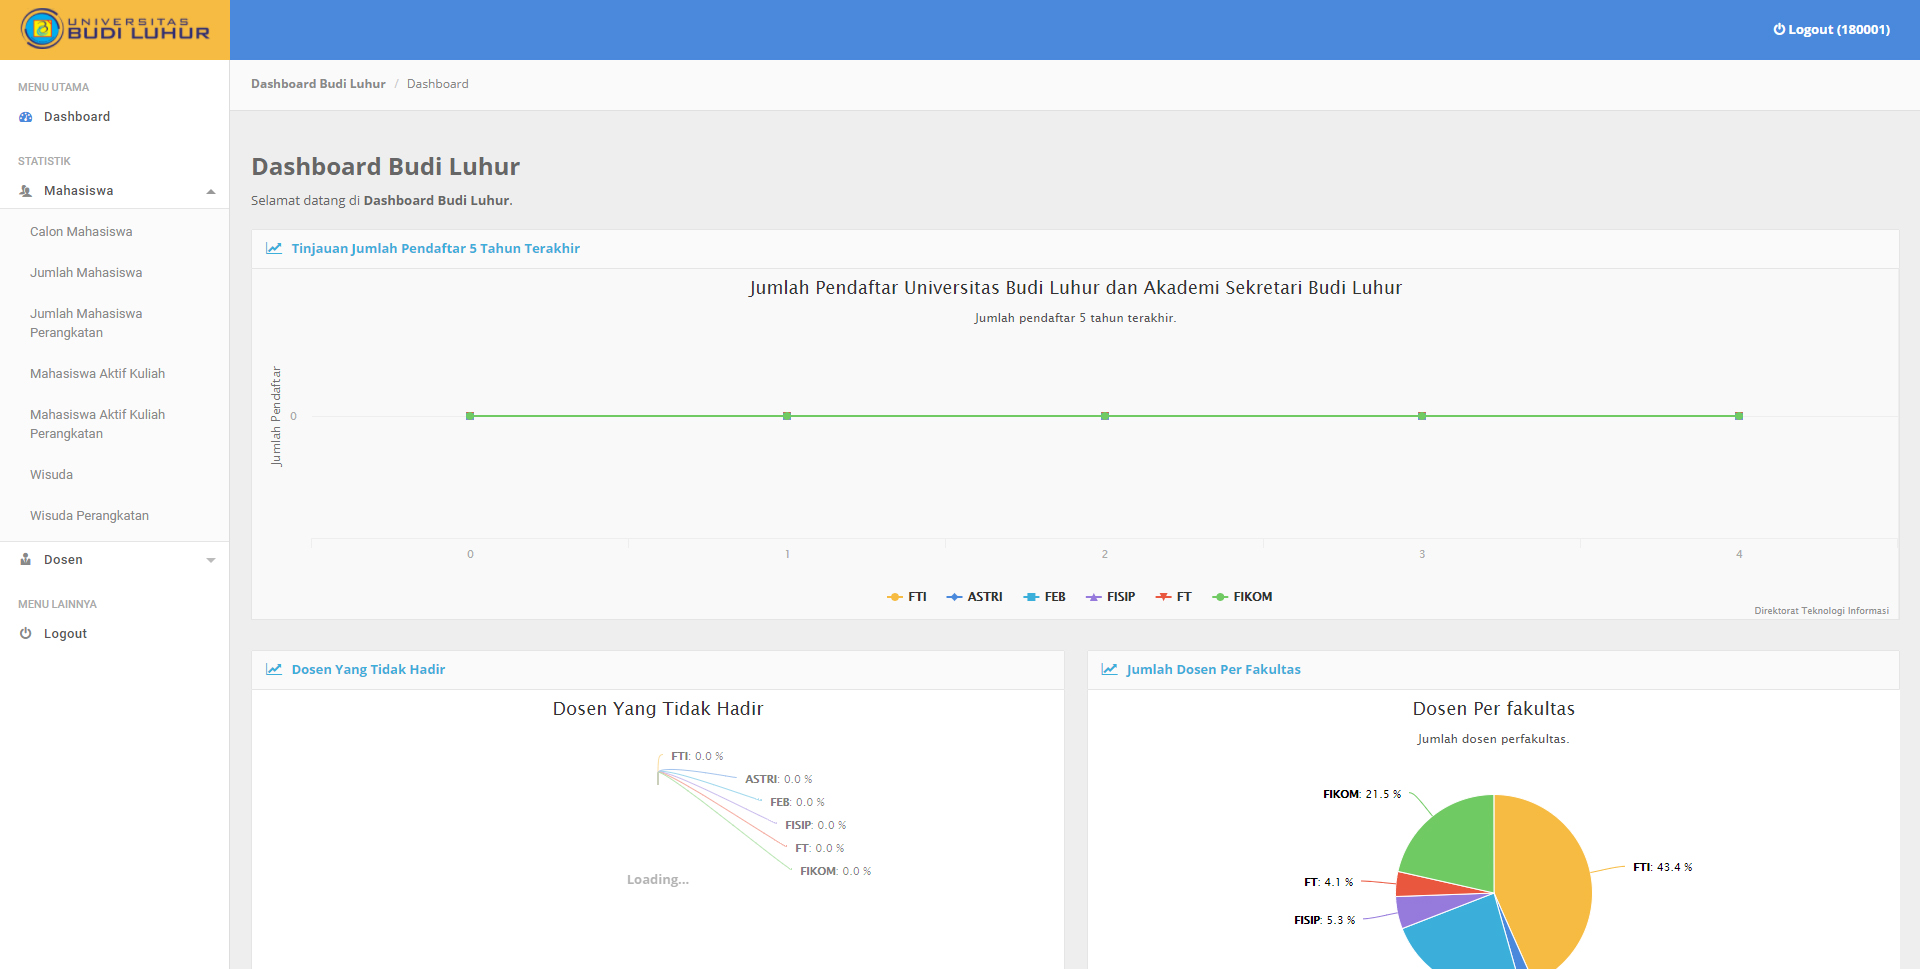 UNIVERSITAS
BUDI LUHUR
Logout (180001)
MENU UTAMA
Dashboard
STATISTIK
Mahasiswa
Calon Mahasiswa
Jumlah Mahasiswa
Jumlah Mahasiswa
Perangkatan
Mahasiswa Aktif Kuliah
Mahasiswa Aktif Kuliah
Perangkatan
Wisuda
Wisuda Perangkatan
Dosen
MENU LAINNYA
Logout
Dashboard Budi Luhur / Dashboard
Dashboard Budi Luhur
Selamat datang di Dashboard Budi Luhur.
Tinjauan Jumlah Pendaftar 5 Tahun Terakhir
Jumlah Pendaftar Universitas Budi Luhur dan Akademi Sekretari Budi Luhur
Jumlah pendaftar 5 tahun terakhir.
Jumlah Pendaftar
0
0 1 2 3 4
FTI ASTRI FEB FISIP FT FIKOM
Direktorat Teknologi Informasi
Dosen Yang Tidak Hadir
Dosen Yang Tidak Hadir
FTI: 0.0 %
ASTRI: 0.0 %
FEB: 0.0 %
FISIP: 0.0 %
FT: 0.0 %
FIKOM: 0.0 %
Loading...
Jumlah Dosen Per Fakultas
Dosen Per fakultas
Jumlah dosen perfakultas.
FIKOM: 21.5 %
FTI: 43.4 %
FT: 4.1 %
FISIP: 5.3 %